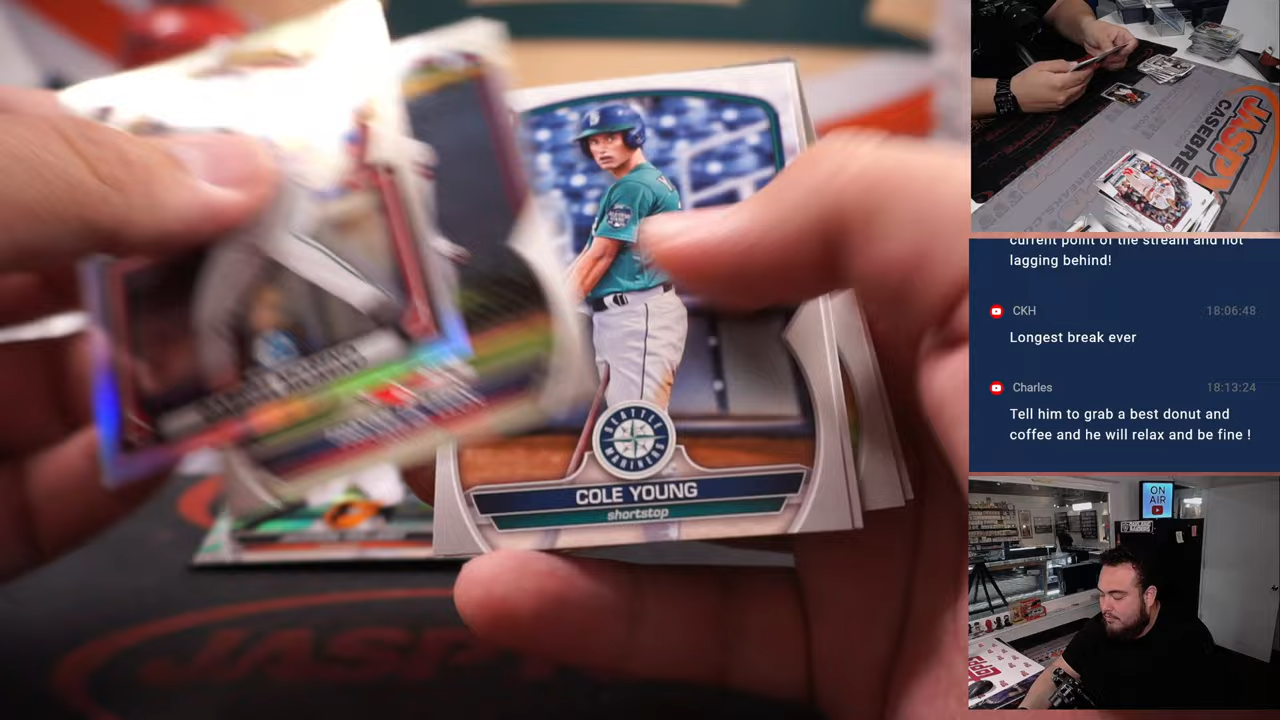 SEATTLE
MARINERS
COLE YOUNG
shortstop
JASPY
JASPY
CASEBRE
current point of the stream and not
lagging behind!
CKH 18:06:48
Longest break ever
Charles 18:13:24
Tell him to grab a best donut and
coffee and he will relax and be fine !
ON
AIR